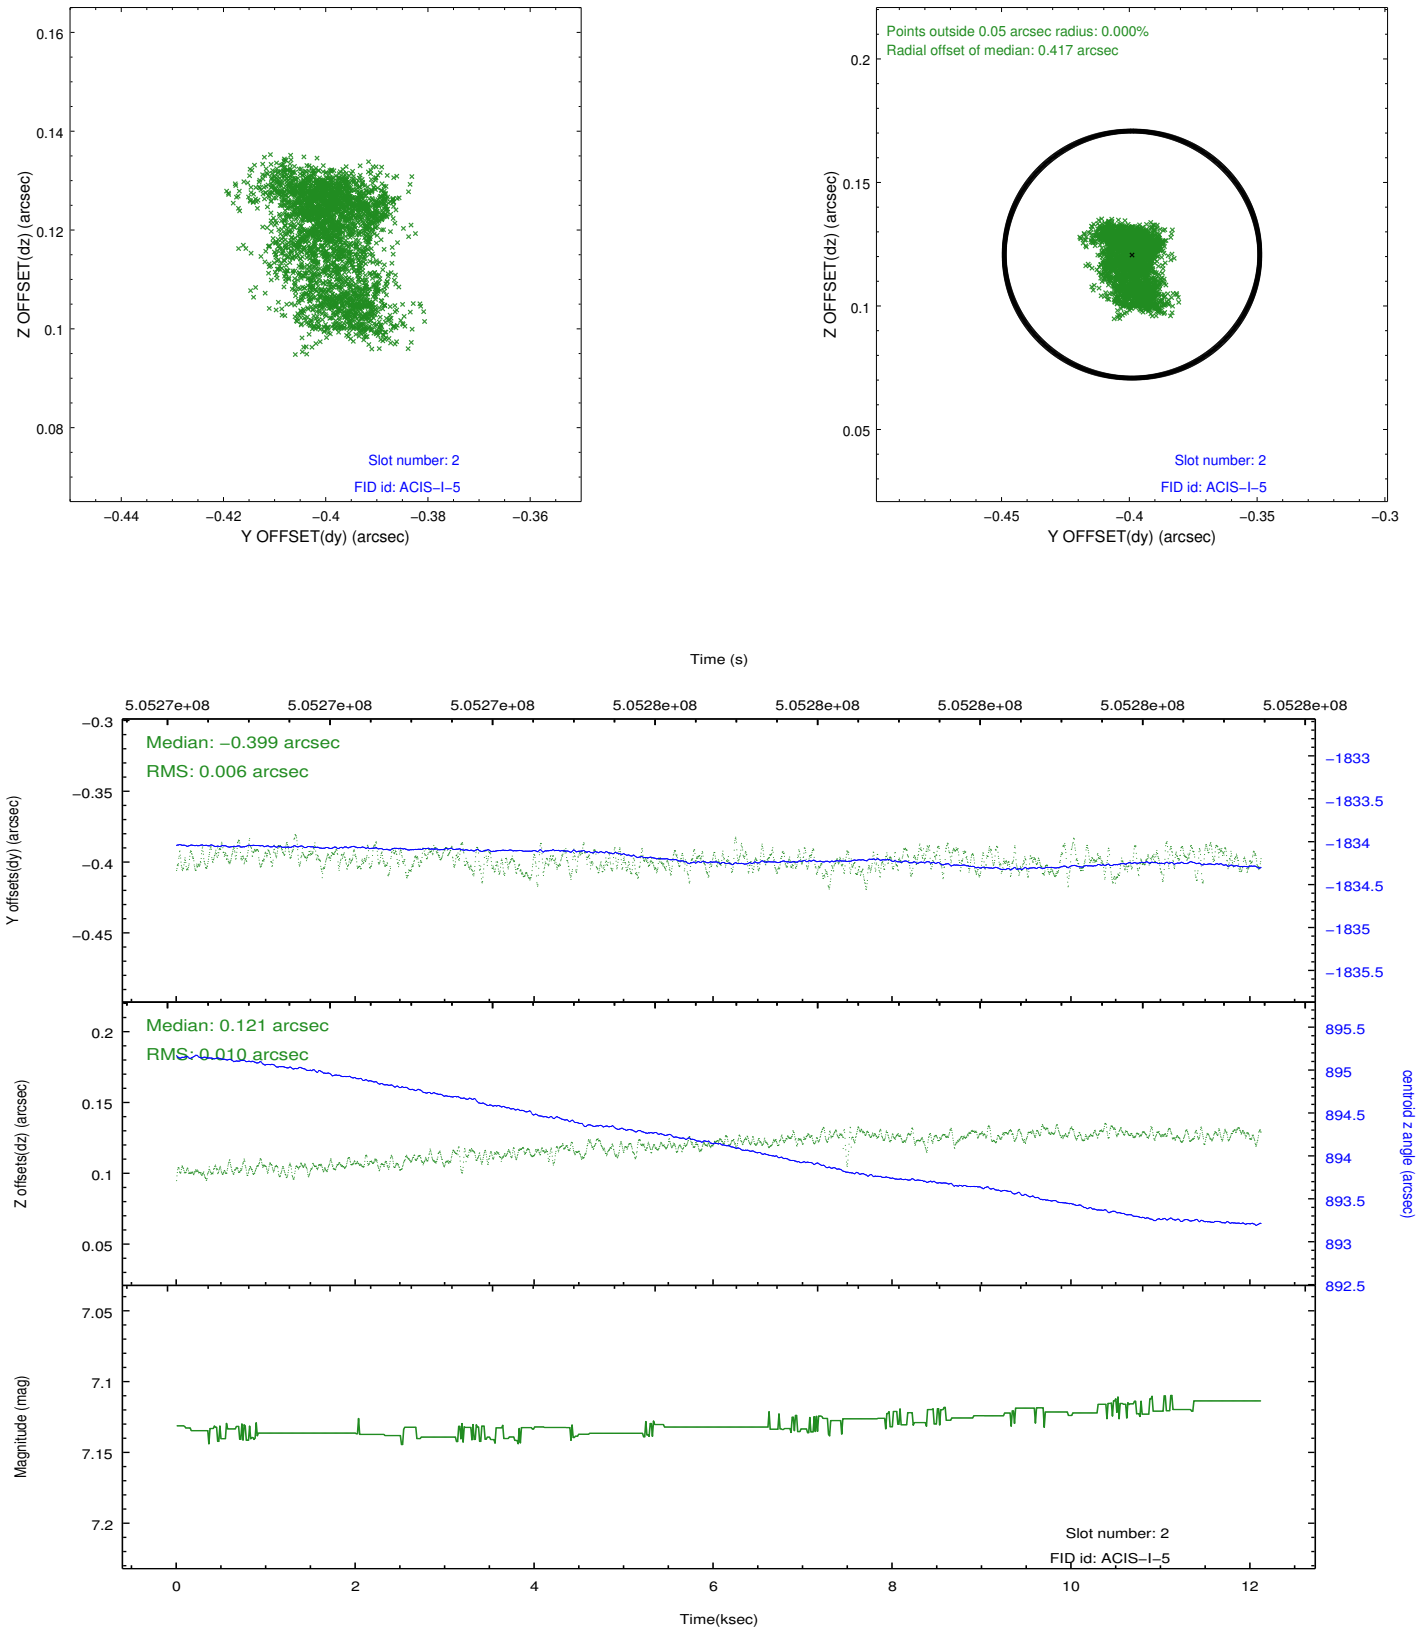 0.16
0.14
0.12
0.1
0.08
Z OFFSET(dz) (arcsec)
Slot number: 2
FID id: ACIS−I−5
−0.44 −0.42 −0.4 −0.38 −0.36
Y OFFSET(dy) (arcsec)
Points outside 0.05 arcsec radius: 0.000%
Radial offset of median: 0.417 arcsec
0.2
0.15
0.1
0.05
Z OFFSET(dz) (arcsec)
Slot number: 2
FID id: ACIS−I−5
−0.45 −0.4 −0.35 −0.3
Y OFFSET(dy) (arcsec)
Time (s)
5.0527e+08 5.0527e+08 5.0527e+08 5.0528e+08 5.0528e+08 5.0528e+08 5.0528e+08 5.0528e+08
Median: −0.399 arcsec
RMS: 0.006 arcsec
−0.3
−0.35
−0.4
−0.45
Y offsets(dy) (arcsec)
−1833
−1833.5
−1834
−1834.5
−1835
−1835.5
Median: 0.121 arcsec
RMS: 0.010 arcsec
0.2
0.15
0.1
0.05
Z offsets(dz) (arcsec)
895.5
895
894.5
894
893.5
893
892.5
centroid z angle (arcsec)
7.05
7.1
7.15
7.2
Magnitude (mag)
Slot number: 2
FID id: ACIS−I−5
0 2 4 6 8 10 12
Time(ksec)